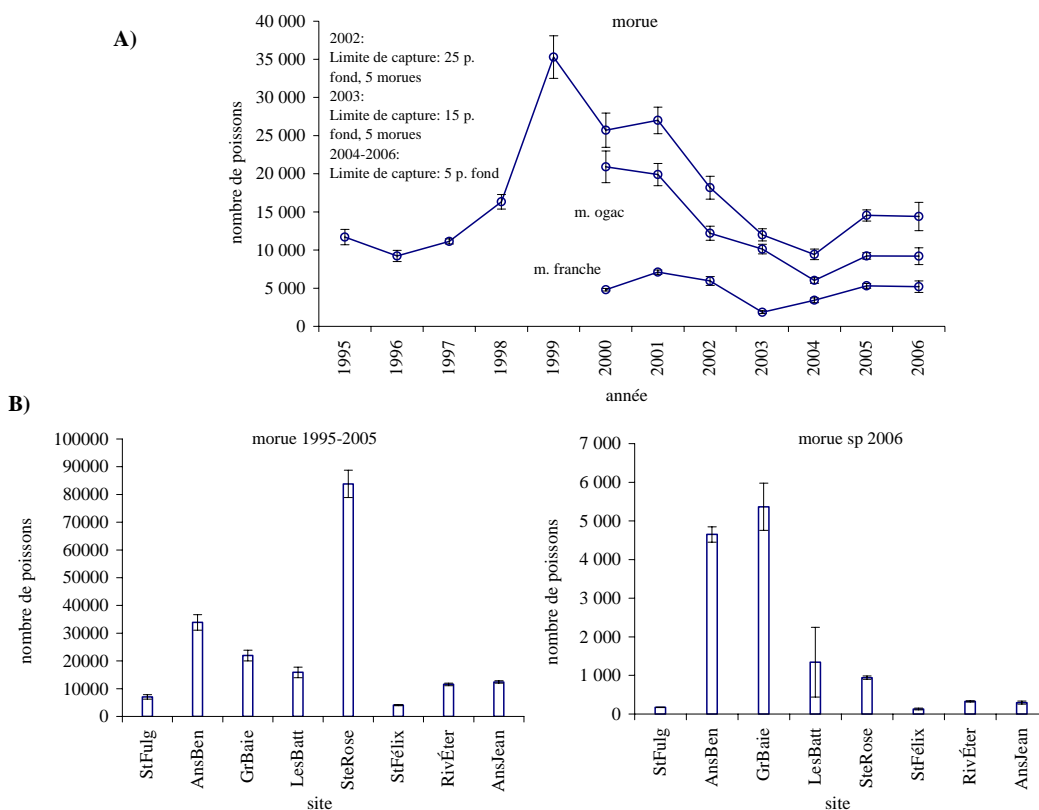 A)
morue
40 000
35 000
30 000
25 000
20 000
15 000
10 000
5 000
0
nombre de poissons
2002:
Limite de capture: 25 p.
fond, 5 morues
2003:
Limite de capture: 15 p.
fond, 5 morues
2004-2006:
Limite de capture: 5 p. fond
m. ogac
m. franche
1995
1996
1997
1998
1999
2000
2001
2002
2003
2004
2005
2006
année
B)
morue 1995-2005
100000
90000
80000
70000
60000
50000
40000
30000
20000
10000
0
nombre de poissons
StFulg
AnsBen
GrBaie
LesBatt
SteRose
StFélix
RivÉter
AnsJean
site
morue sp 2006
7 000
6 000
5 000
4 000
3 000
2 000
1 000
0
nombre de poissons
StFulg
AnsBen
GrBaie
LesBatt
SteRose
StFélix
RivÉter
AnsJean
site